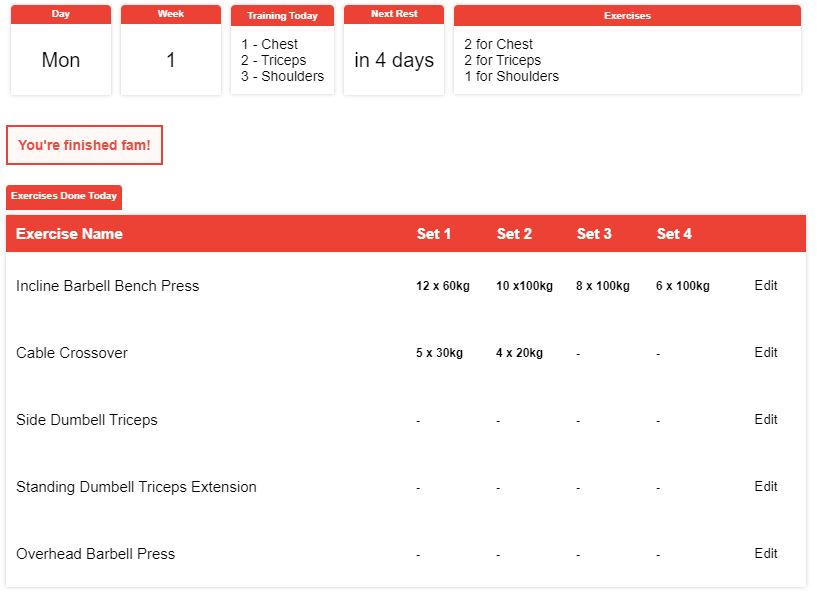 Day
Mon
Week
1
Training Today
1 - Chest
2 - Triceps
3 - Shoulders
Next Rest
in 4 days
Exercises
2 for Chest
2 for Triceps
1 for Shoulders
You're finished fam!
Exercises Done Today
Exercise Name Set 1 Set 2 Set 3 Set 4
Incline Barbell Bench Press 12 x 60kg 10 x100kg 8 x 100kg 6 x 100kg Edit
Cable Crossover 5 x 30kg 4 x 20kg - - Edit
Side Dumbell Triceps - - - - Edit
Standing Dumbell Triceps Extension - - - - Edit
Overhead Barbell Press - - - - Edit